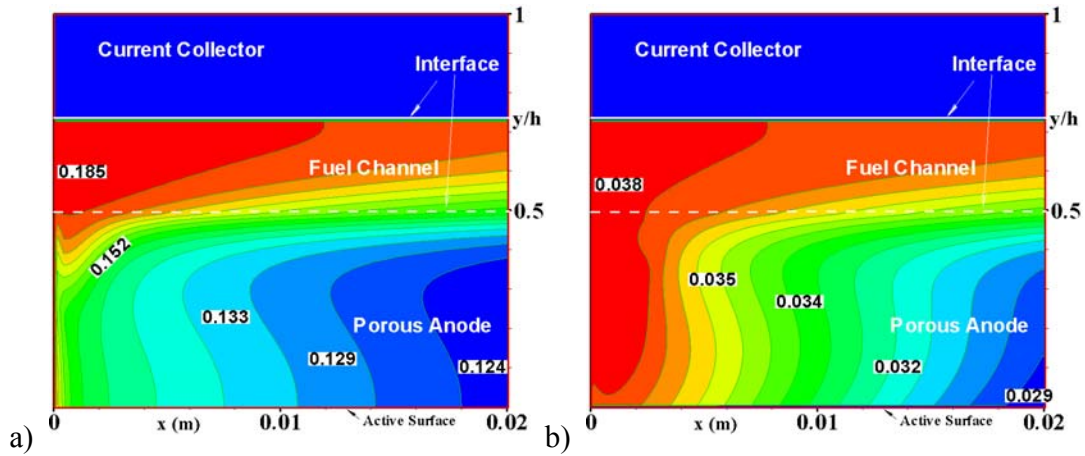 1
Current Collector
Interface
y/h
0.185
Fuel Channel
0.5
0.152
0.133
Porous Anode
0.129
0.124
0
x (m)
0.01
Active Surface
0.02
a)
1
Current Collector
Interface
y/h
0.038
Fuel Channel
0.5
0.035
0.034
Porous Anode
0.032
0.029
0
x (m)
0.01
Active Surface
0.02
b)